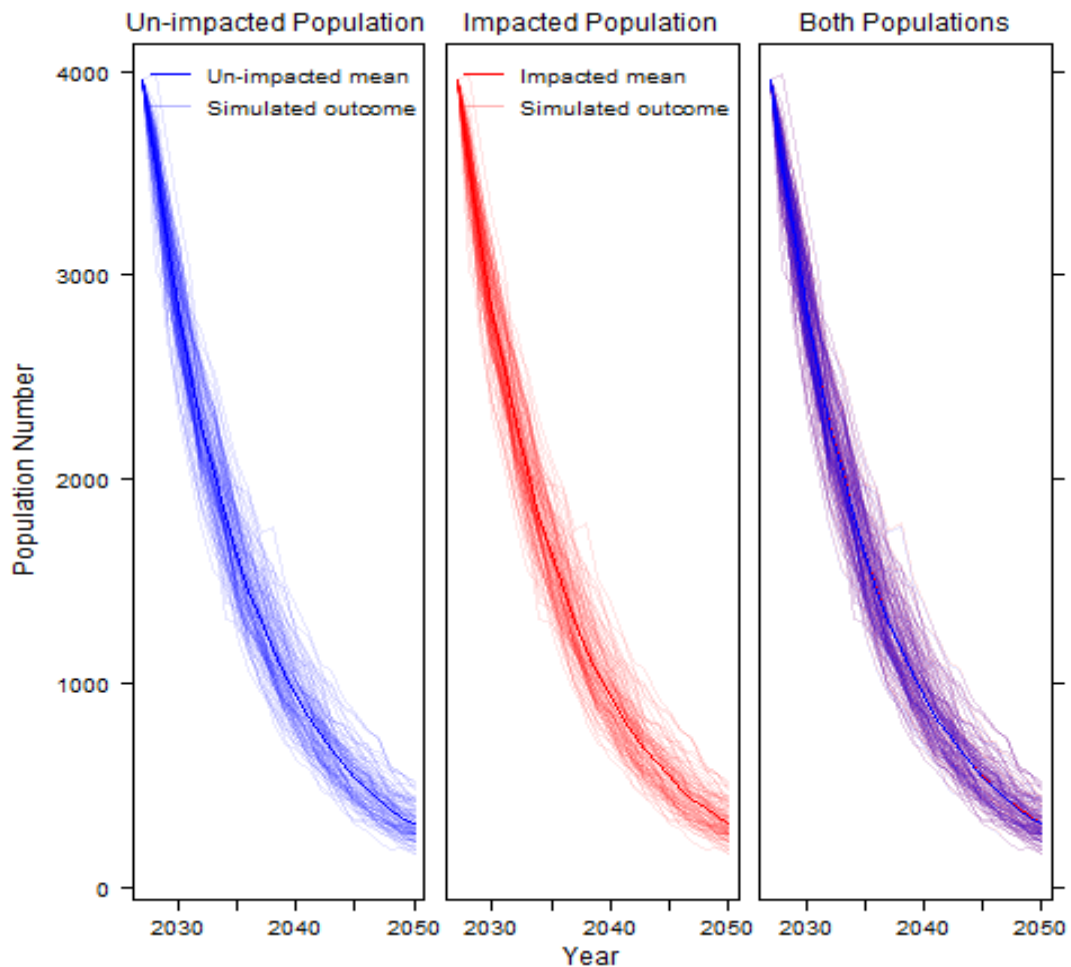 Un-impacted Population
Impacted Population
Both Populations
Un-impacted mean
Simulated outcome
Impacted mean
Simulated outcome
Population Number
4000
3000
2000
1000
0
2030 2040 2050
2030 2040 2050
2030 2040 2050
Year